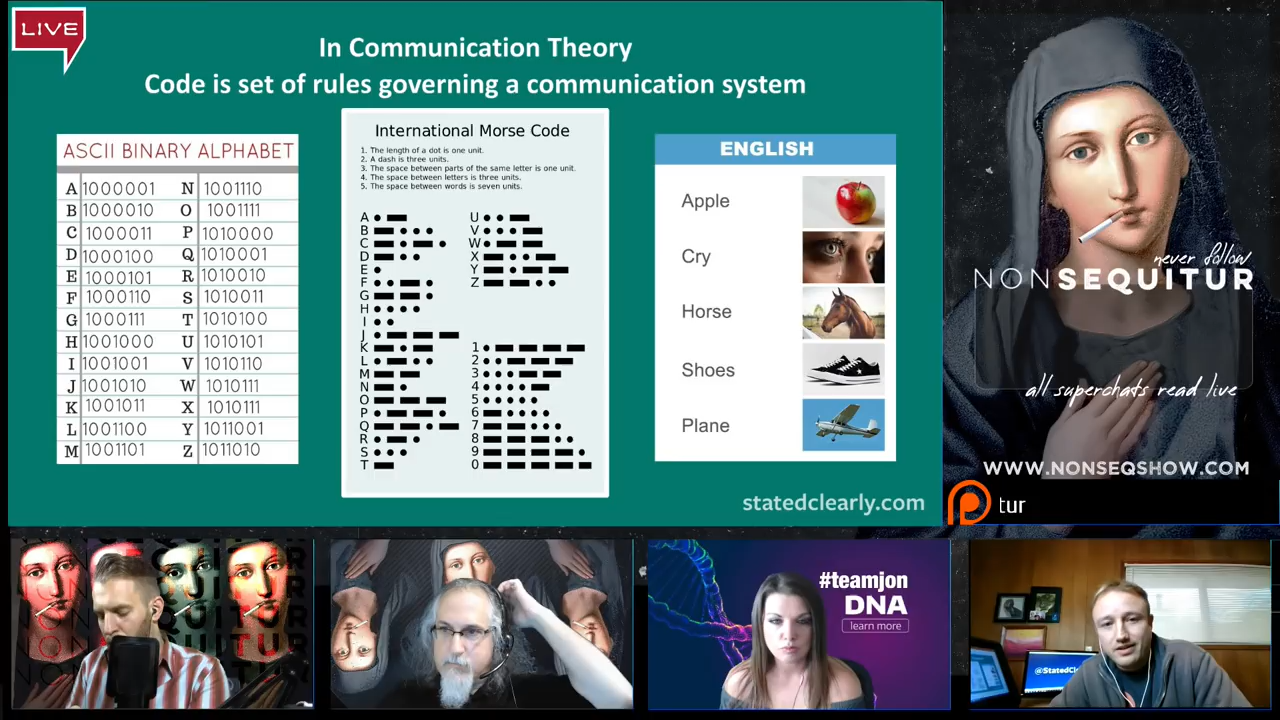 LIVE
In Communication Theory
Code is set of rules governing a communication system
ASCII BINARY ALPHABET
A 1000001 N 1001110
B 1000010 O 1001111
C 1000011 P 1010000
D 1000100 Q 1010001
E 1000101 R 1010010
F 1000110 S 1010011
G 1000111 T 1010100
H 1001000 U 1010101
I 1001001 V 1010110
J 1001010 W 1010111
K 1001011 X 1010111
L 1001100 Y 1011001
M 1001101 Z 1011010
International Morse Code
1. The length of a dot is one unit.
2. A dash is three units.
3. The space between parts of the same letter is one unit.
4. The space between letters is three units.
5. The space between words is seven units.
A
B
C
D
E
F
G
H
I
J
K
L
M
N
O
P
Q
R
S
T
U
V
W
X
Y
Z
1
2
3
4
5
6
7
8
9
0
ENGLISH
Apple
Cry
Horse
Shoes
Plane
statedclearly.com
never follow
NONSEQUITUR
all superchats read live
WWW.NONSEQSHOW.COM
tur
#teamjon
DNA
learn more
@StatedCl